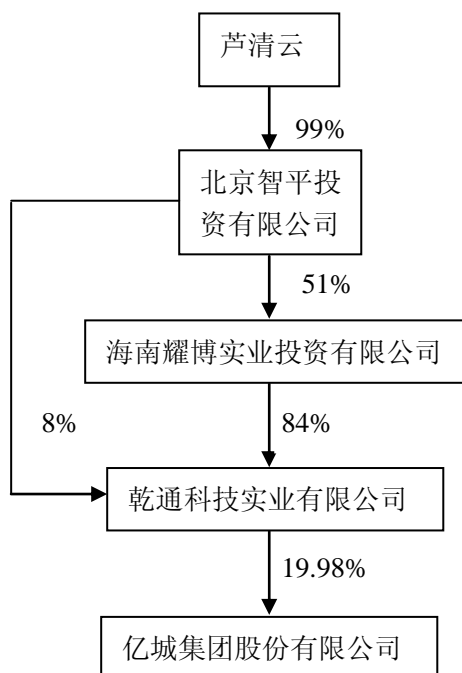 芦清云
99%
北京智平投
资有限公司
51%
海南耀博实业投资有限公司
8%
84%
乾通科技实业有限公司
19.98%
亿城集团股份有限公司